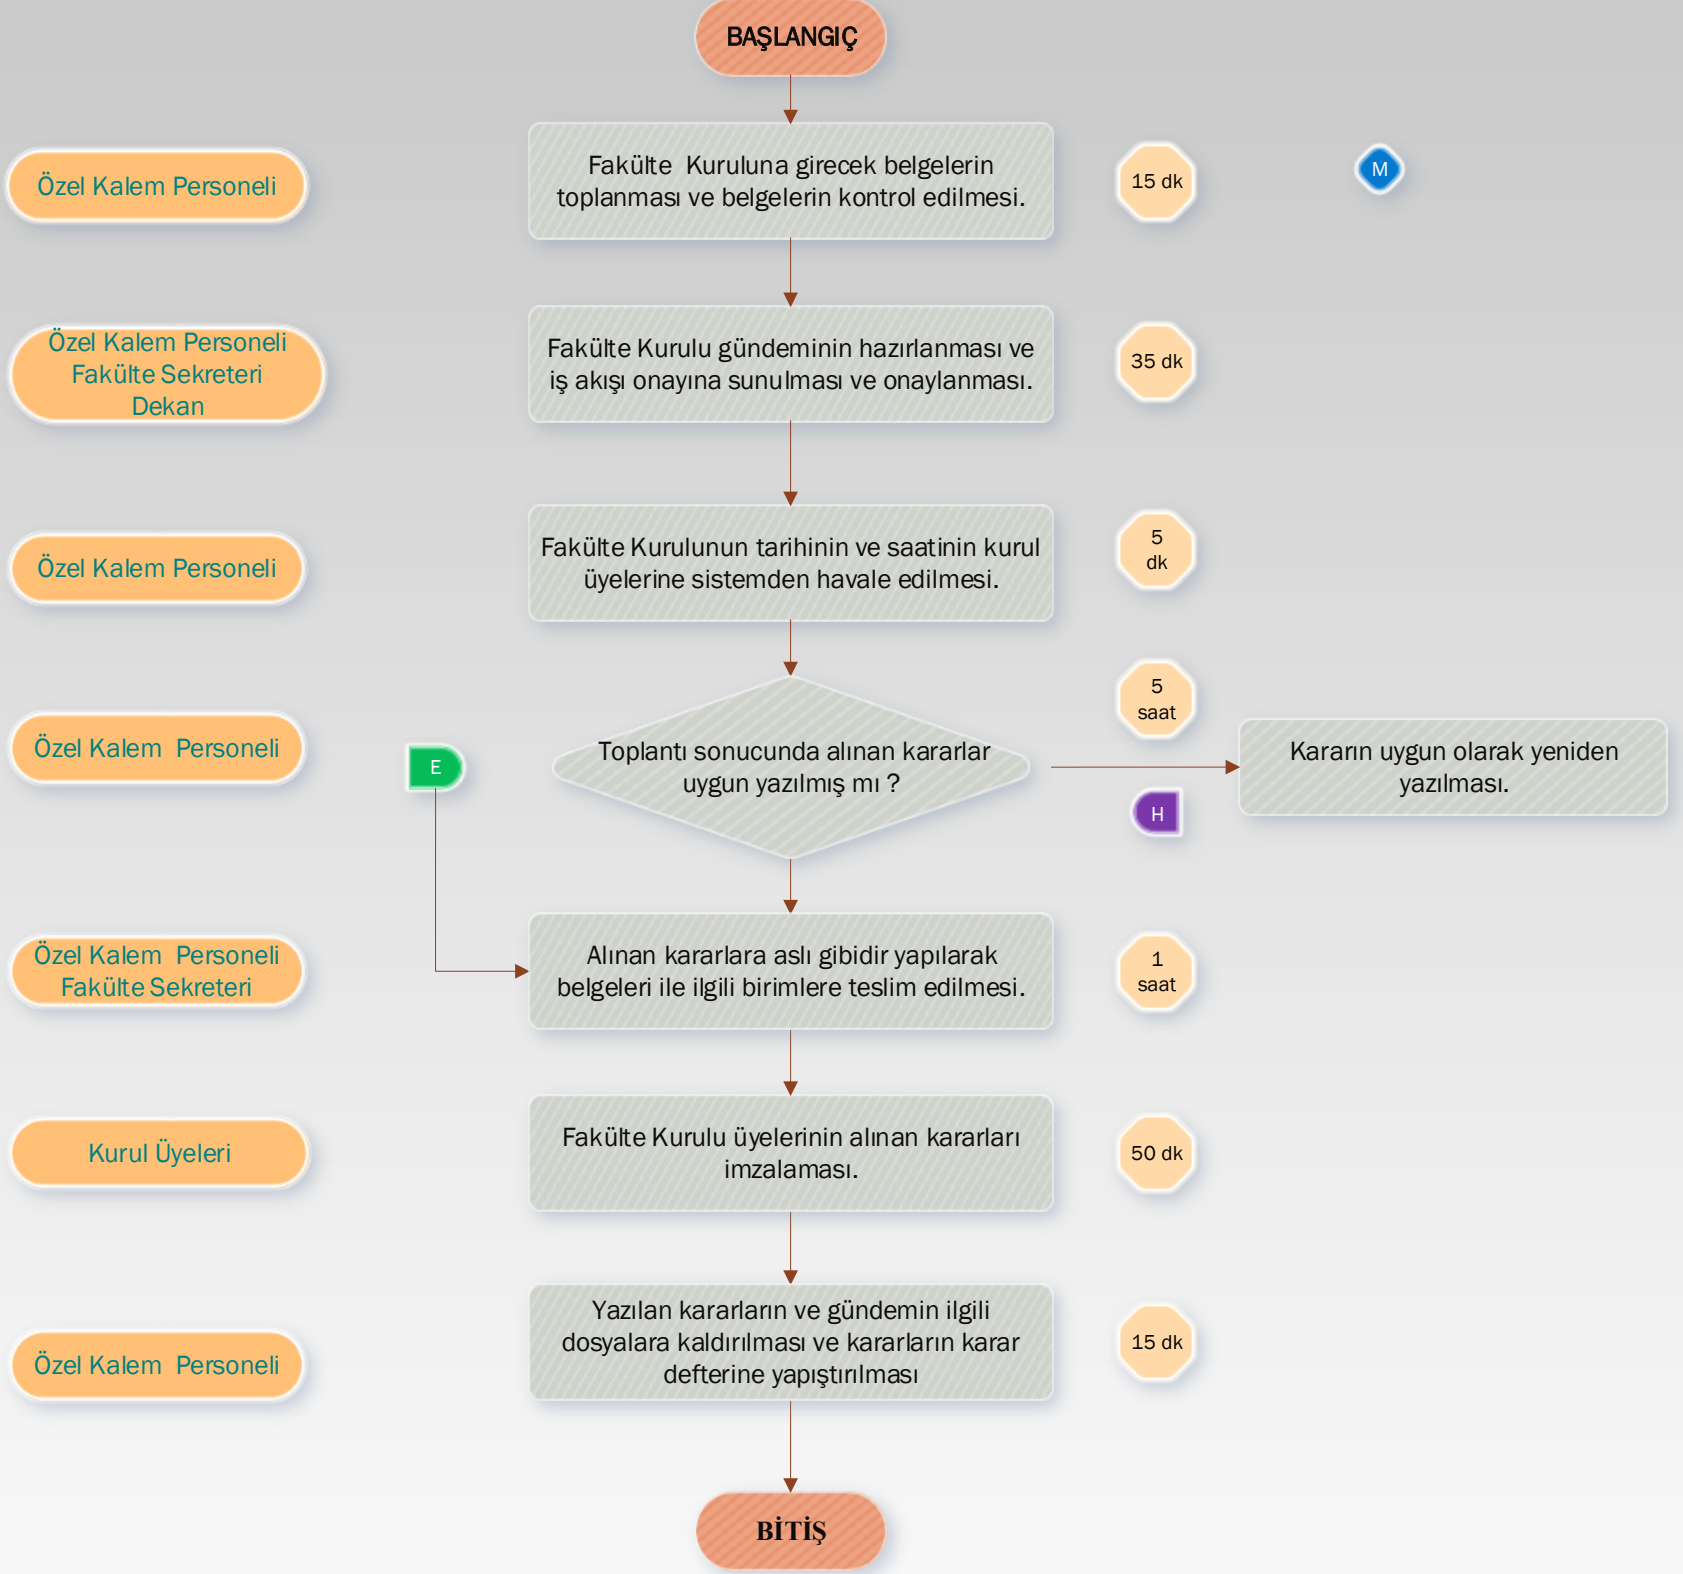 BAŞLANGIÇ
Özel Kalem Personeli
Fakülte  Kuruluna girecek belgelerin
toplanması ve belgelerin kontrol edilmesi.
15 dk
M
Özel Kalem Personeli
Fakülte Sekreteri
Dekan
Fakülte Kurulu gündeminin hazırlanması ve
iş akışı onayına sunulması ve onaylanması.
35 dk
Özel Kalem Personeli
Fakülte Kurulunun tarihinin ve saatinin kurul
üyelerine sistemden havale edilmesi.
5
dk
Özel Kalem  Personeli
E
Toplantı sonucunda alınan kararlar
uygun yazılmış mı ?
5
saat
H
Kararın uygun olarak yeniden
yazılması.
Özel Kalem  Personeli
Fakülte Sekreteri
Alınan kararlara aslı gibidir yapılarak
belgeleri ile ilgili birimlere teslim edilmesi.
1
saat
Kurul Üyeleri
Fakülte Kurulu üyelerinin alınan kararları
imzalaması.
50 dk
Özel Kalem  Personeli
Yazılan kararların ve gündemin ilgili
dosyalara kaldırılması ve kararların karar
defterine yapıştırılması
15 dk
BİTİŞ